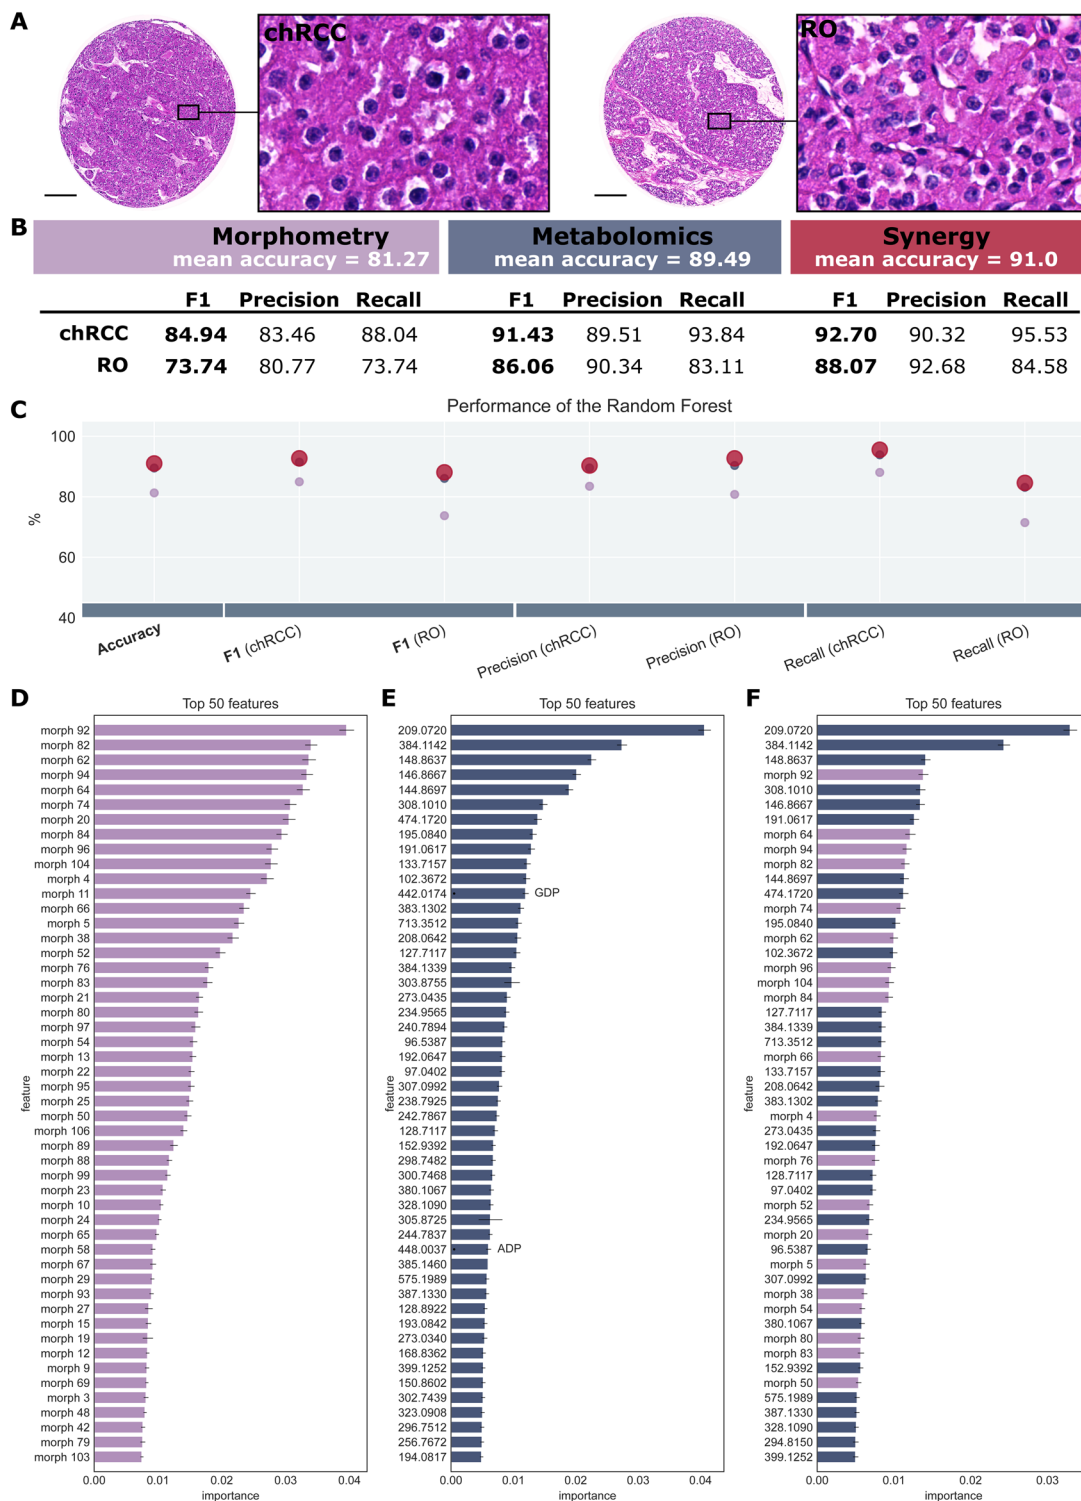 A
chRCC
RO
B
Morphometry
mean accuracy = 81.27
Metabolomics
mean accuracy = 89.49
Synergy
mean accuracy = 91.0
F1 Precision Recall F1 Precision Recall F1 Precision Recall
chRCC 84.94 83.46 88.04 91.43 89.51 93.84 92.70 90.32 95.53
RO 73.74 80.77 73.74 86.06 90.34 83.11 88.07 92.68 84.58
C
Performance of the Random Forest
100
80
60
40
%
Accuracy
F1 (chRCC)
F1 (RO)
Precision (chRCC)
Precision (RO)
Recall (chRCC)
Recall (RO)
D
Top 50 features
morph 92
morph 82
morph 62
morph 94
morph 64
morph 74
morph 20
morph 84
morph 96
morph 104
morph 4
morph 11
morph 66
morph 5
morph 38
morph 52
morph 76
morph 83
morph 21
morph 80
morph 97
morph 54
morph 13
morph 22
morph 95
morph 25
morph 50
morph 106
morph 89
morph 88
morph 99
morph 23
morph 10
morph 24
morph 65
morph 58
morph 67
morph 29
morph 93
morph 27
morph 15
morph 19
morph 12
morph 9
morph 69
morph 3
morph 48
morph 42
morph 79
morph 103
feature
0.00 0.01 0.02 0.03 0.04
importance
E
Top 50 features
209.0720
384.1142
148.8637
146.8667
144.8697
308.1010
474.1720
195.0840
191.0617
133.7157
102.3672
442.0174 GDP
383.1302
713.3512
208.0642
127.7117
384.1339
303.8755
273.0435
234.9565
240.7894
96.5387
192.0647
97.0402
307.0992
238.7925
242.7867
128.7117
152.9392
298.7482
300.7468
380.1067
328.1090
305.8725
244.7837
448.0037 ADP
385.1460
575.1989
387.1330
128.8922
193.0842
273.0340
168.8362
399.1252
150.8602
302.7439
323.0908
296.7512
256.7672
194.0817
feature
0.00 0.01 0.02 0.03 0.04
importance
F
Top 50 features
209.0720
384.1142
148.8637
morph 92
308.1010
146.8667
191.0617
morph 64
morph 94
morph 82
144.8697
474.1720
morph 74
195.0840
morph 62
102.3672
morph 96
morph 104
morph 84
127.7117
384.1339
713.3512
morph 66
133.7157
208.0642
383.1302
morph 4
273.0435
192.0647
morph 76
128.7117
97.0402
morph 52
234.9565
morph 20
96.5387
morph 5
307.0992
morph 38
morph 54
380.1067
morph 80
morph 83
152.9392
morph 50
575.1989
387.1330
328.1090
294.8150
399.1252
feature
0.00 0.01 0.02 0.03
importance